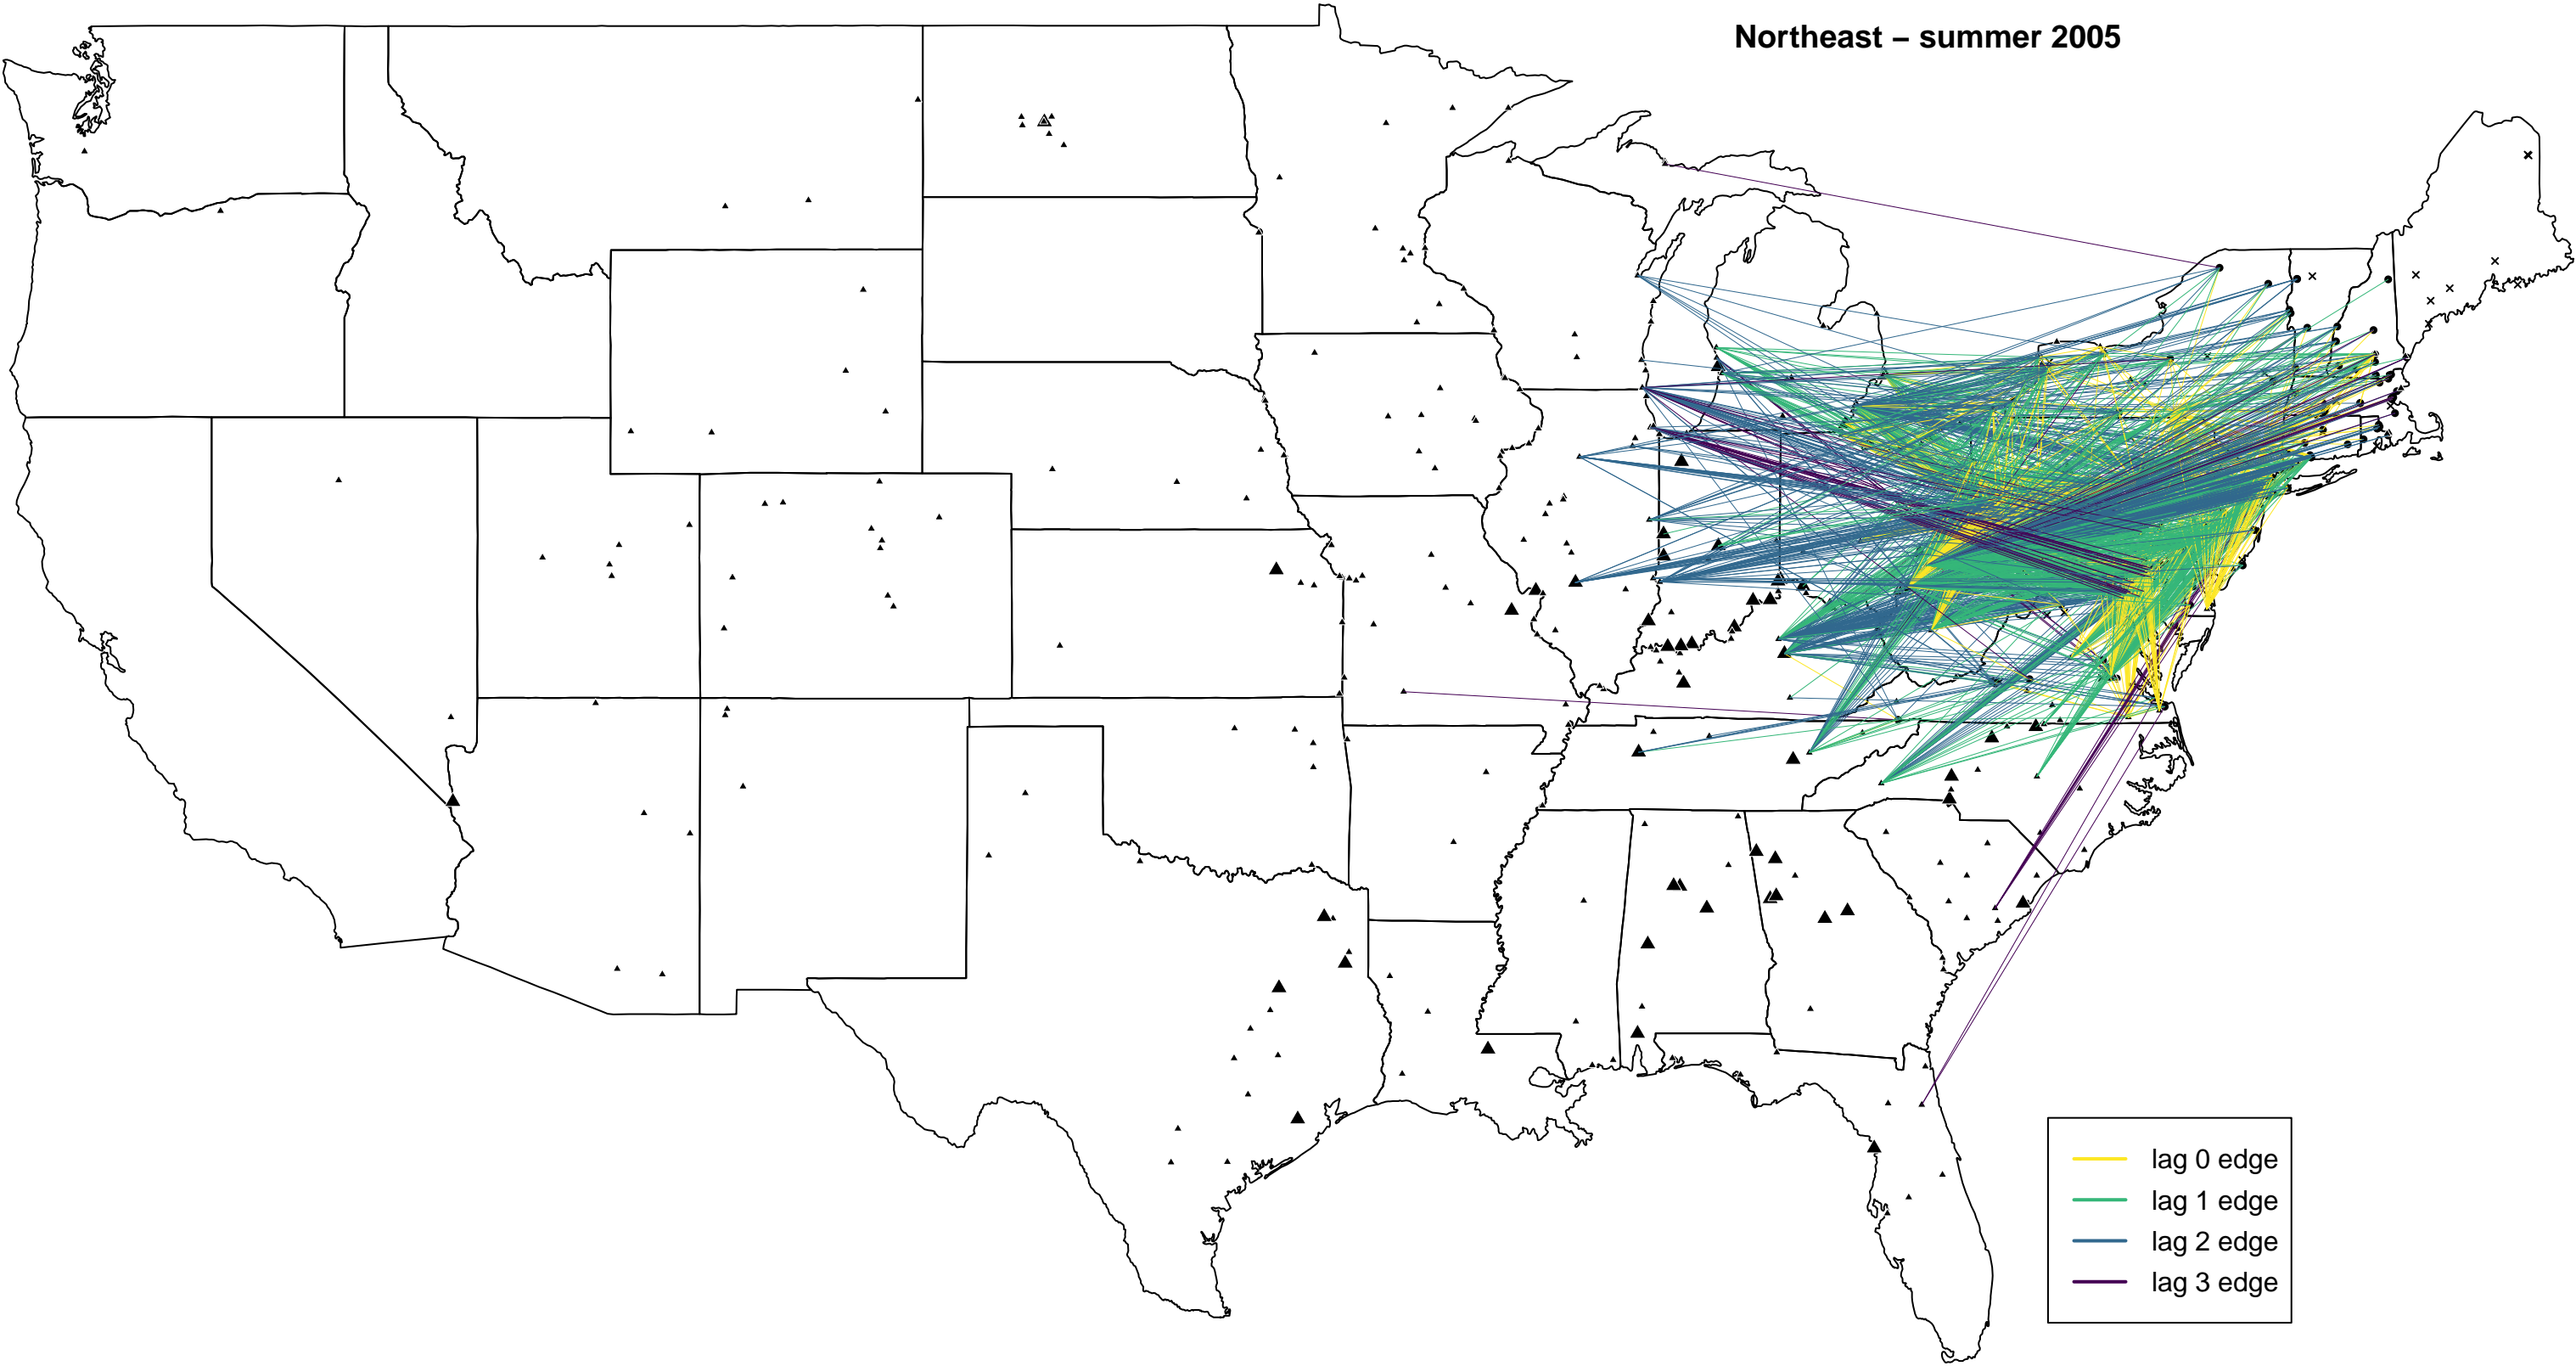 Northeast – summer 2005
lag 0 edge
lag 1 edge
lag 2 edge
lag 3 edge